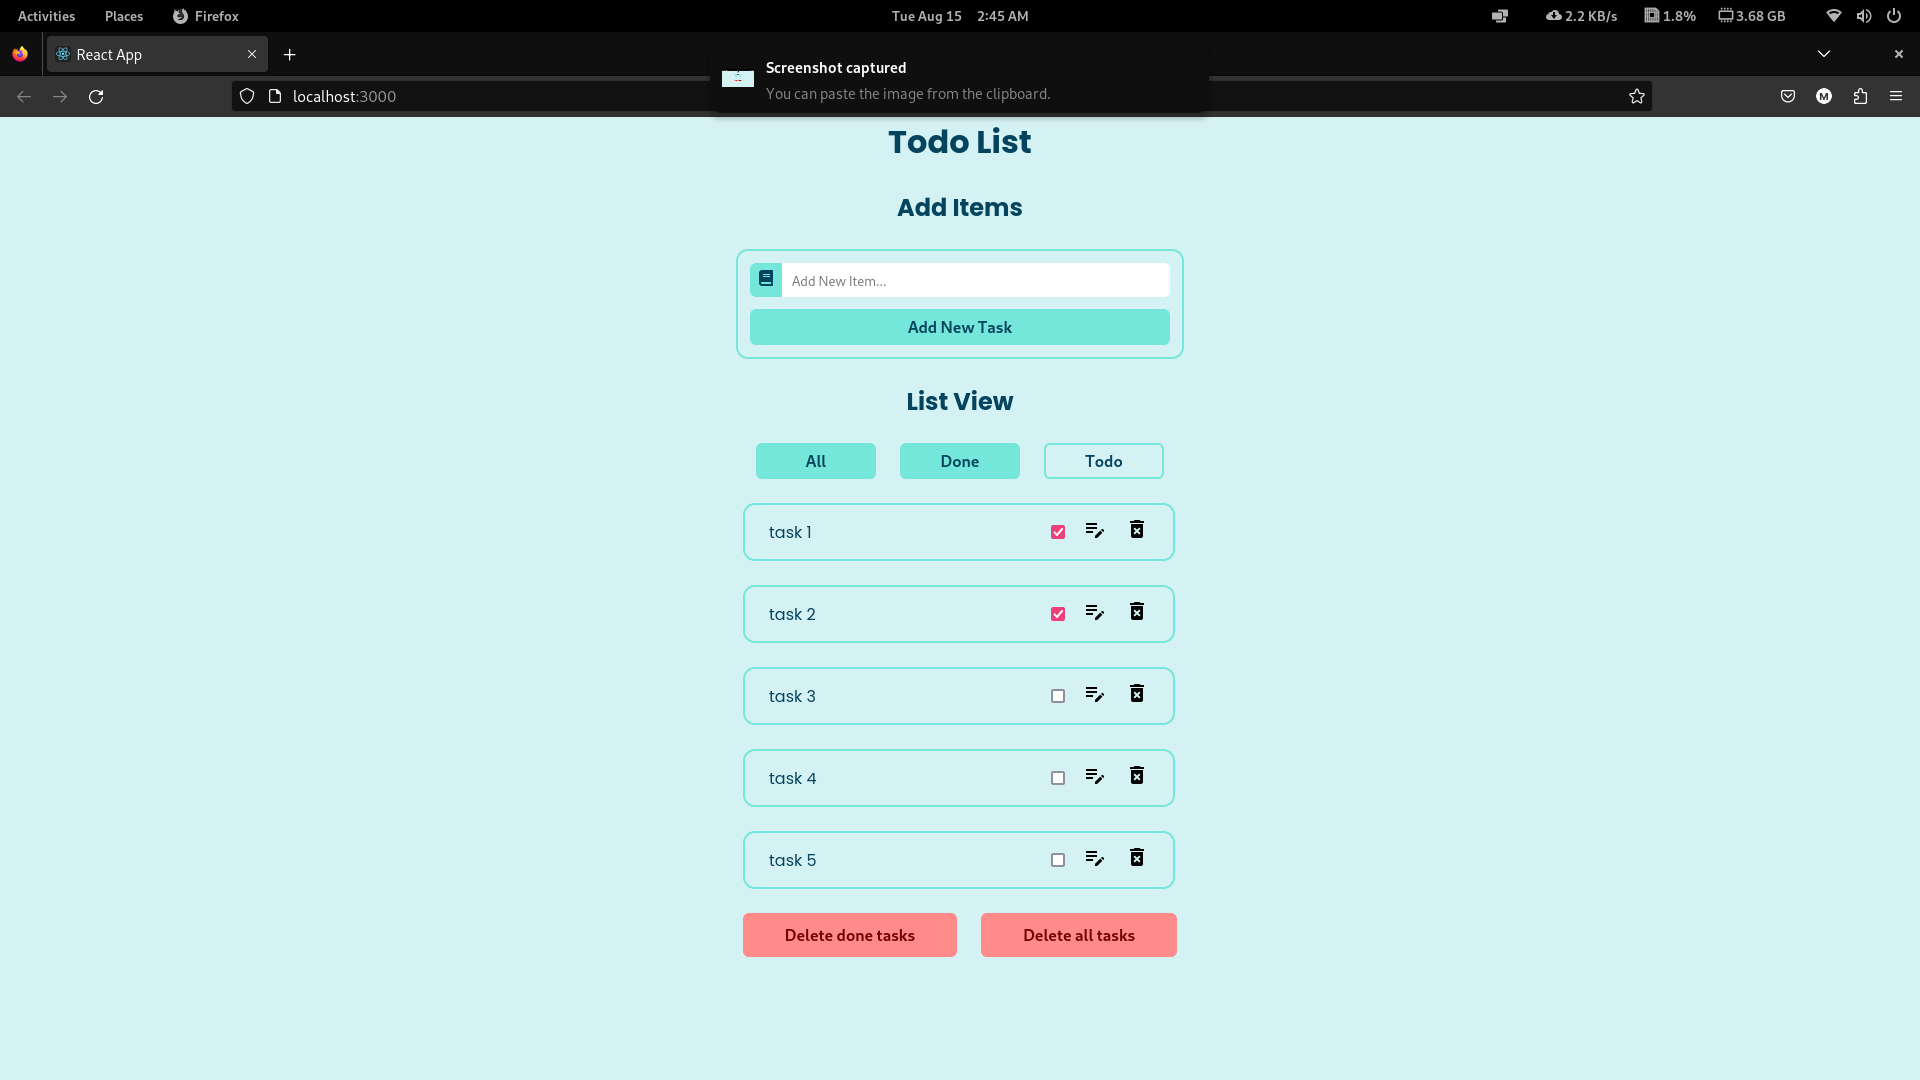 Activities Places Firefox Tue Aug 15 2:45 AM 2.2 KB/s 1.8% 3.68 GB
React App
Screenshot captured
You can paste the image from the clipboard.
localhost:3000
M
Todo List
Add Items
Add New Item...
Add New Task
List View
All Done Todo
task 1
task 2
task 3
task 4
task 5
Delete done tasks Delete all tasks